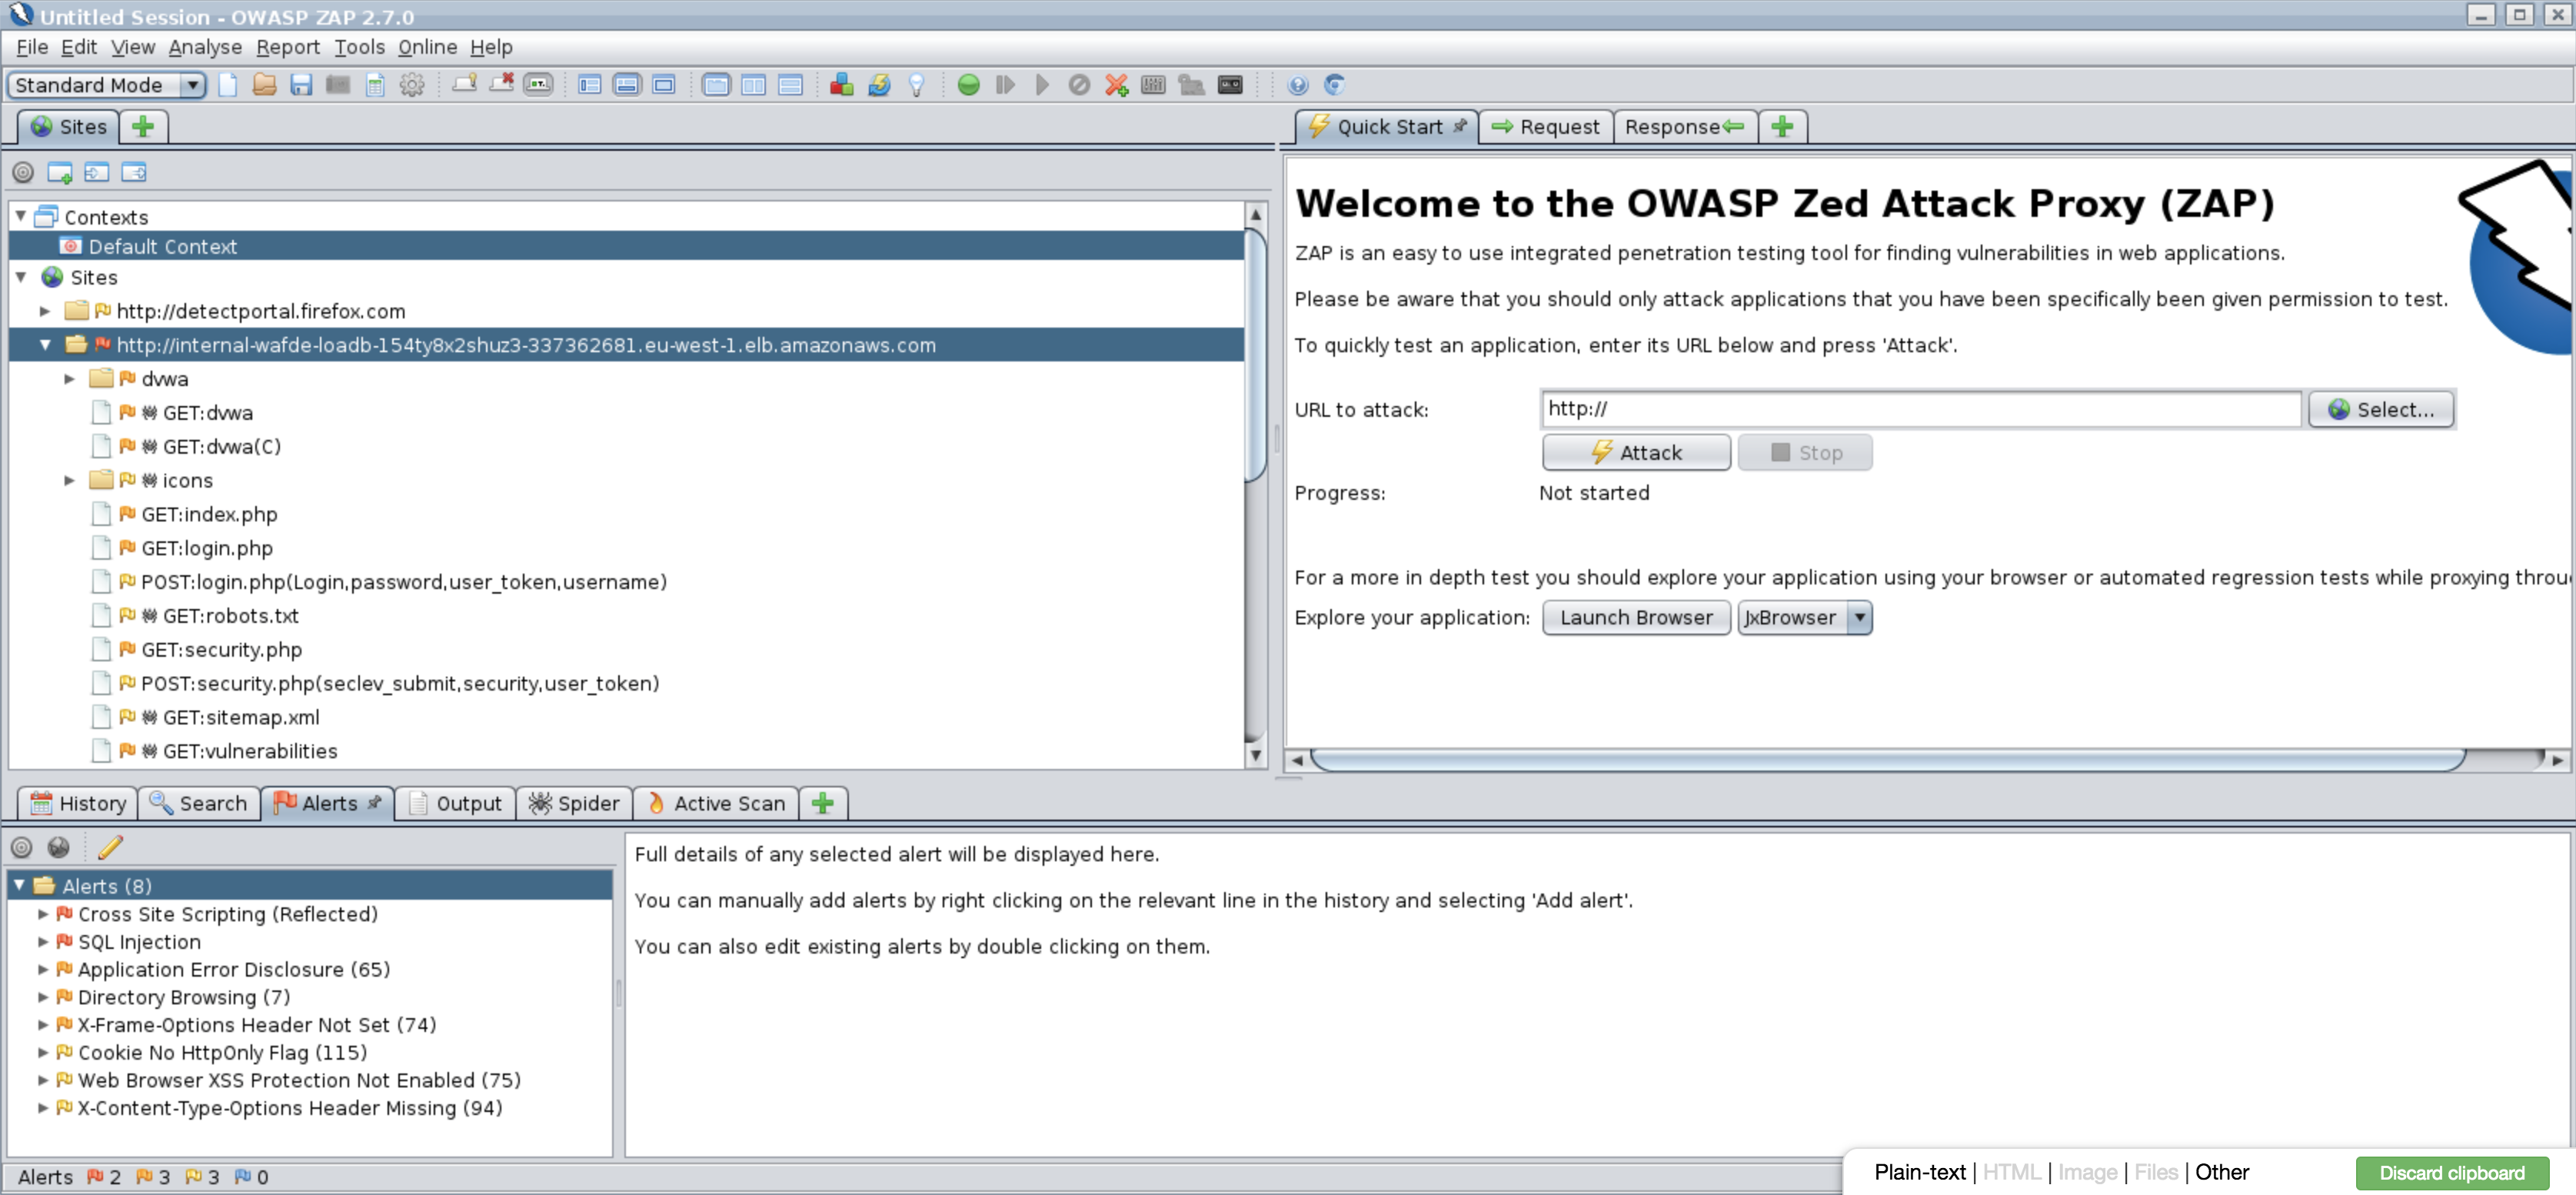 Untitled Session - OWASP ZAP 2.7.0
File Edit View Analyse Report Tools Online Help
Standard Mode
Sites
Quick Start
Request
Response
Contexts
Default Context
Sites
http://detectportal.firefox.com
http://internal-wafde-loadb-154ty8x2shuz3-337362681.eu-west-1.elb.amazonaws.com
dvwa
GET:dvwa
GET:dvwa(C)
icons
GET:index.php
GET:login.php
POST:login.php(Login,password,user_token,username)
GET:robots.txt
GET:security.php
POST:security.php(seclev_submit,security,user_token)
GET:sitemap.xml
GET:vulnerabilities
Welcome to the OWASP Zed Attack Proxy (ZAP)
ZAP is an easy to use integrated penetration testing tool for finding vulnerabilities in web applications.
Please be aware that you should only attack applications that you have been specifically been given permission to test.
To quickly test an application, enter its URL below and press 'Attack'.
URL to attack: http:// Select...
Attack Stop
Progress: Not started
For a more in depth test you should explore your application using your browser or automated regression tests while proxying throu
Explore your application: Launch Browser JxBrowser
History Search Alerts Output Spider Active Scan
Alerts (8)
Cross Site Scripting (Reflected)
SQL Injection
Application Error Disclosure (65)
Directory Browsing (7)
X-Frame-Options Header Not Set (74)
Cookie No HttpOnly Flag (115)
Web Browser XSS Protection Not Enabled (75)
X-Content-Type-Options Header Missing (94)
Full details of any selected alert will be displayed here.
You can manually add alerts by right clicking on the relevant line in the history and selecting 'Add alert'.
You can also edit existing alerts by double clicking on them.
Alerts 2 3 3 0
Plain-text | HTML | Image | Files | Other
Discard clipboard